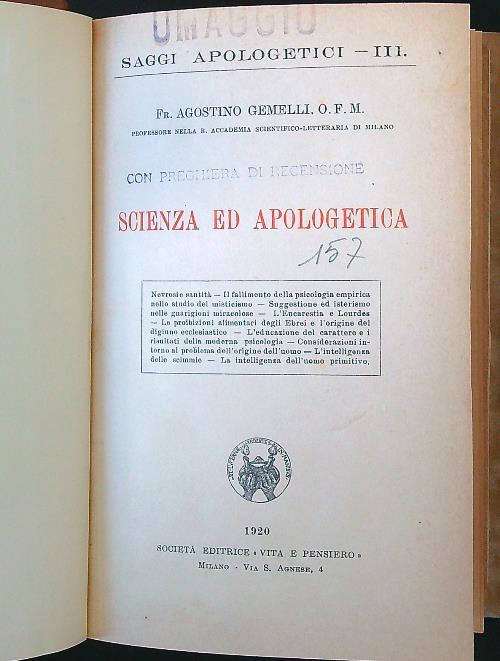 OMAGGIO
SAGGI APOLOGETICI — III.
FR. AGOSTINO GEMELLI, O. F. M.
PROFESSORE NELLA R. ACCADEMIA SCIENTIFICO-LETTERARIA DI MILANO
CON PREGHIERA DI RECENSIONE
SCIENZA ED APOLOGETICA
157
Nevrosi e santità — Il fallimento della psicologia empirica
nello studio del misticismo — Suggestione ed isterismo
nelle guarigioni miracolose — L'Eucarestia e Lourdes
— Le proibizioni alimentari degli Ebrei e l'origine del
digiuno ecclesiastico — L'educazione del carattere e i
risultati della moderna psicologia — Considerazioni in-
torno al problema dell'origine dell'uomo — L'intelligenza
delle scimmie — La intelligenza dell'uomo primitivo.
1920
SOCIETÀ EDITRICE « VITA E PENSIERO »
MILANO - VIA S. AGNESE, 4